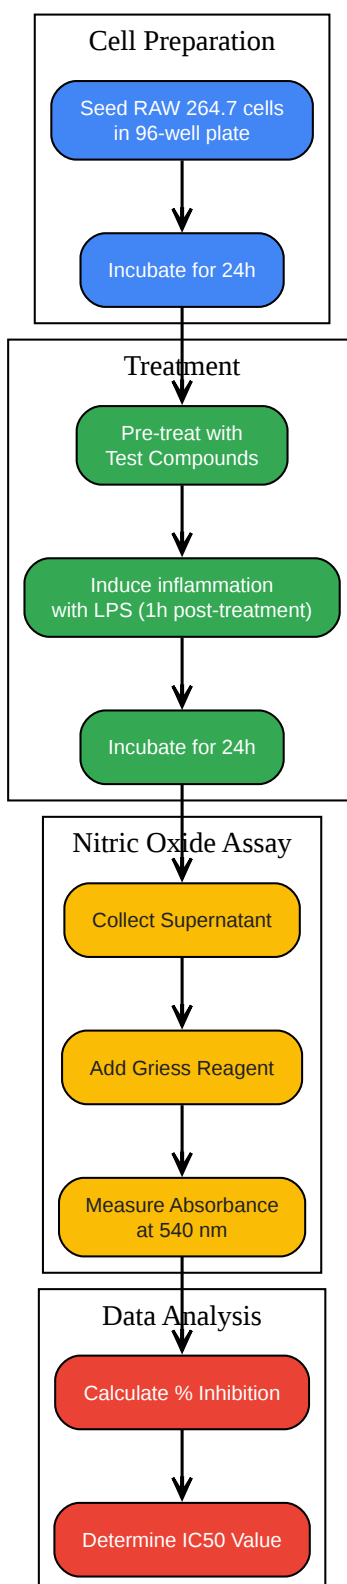 Cell Preparation
Seed RAW 264.7 cells
in 96-well plate
Incubate for 24h
Treatment
Pre-treat with
Test Compounds
Induce inflammation
with LPS (1h post-treatment)
Incubate for 24h
Nitric Oxide Assay
Collect Supernatant
Add Griess Reagent
Measure Absorbance
at 540 nm
Data Analysis
Calculate % Inhibition
Determine IC50 Value